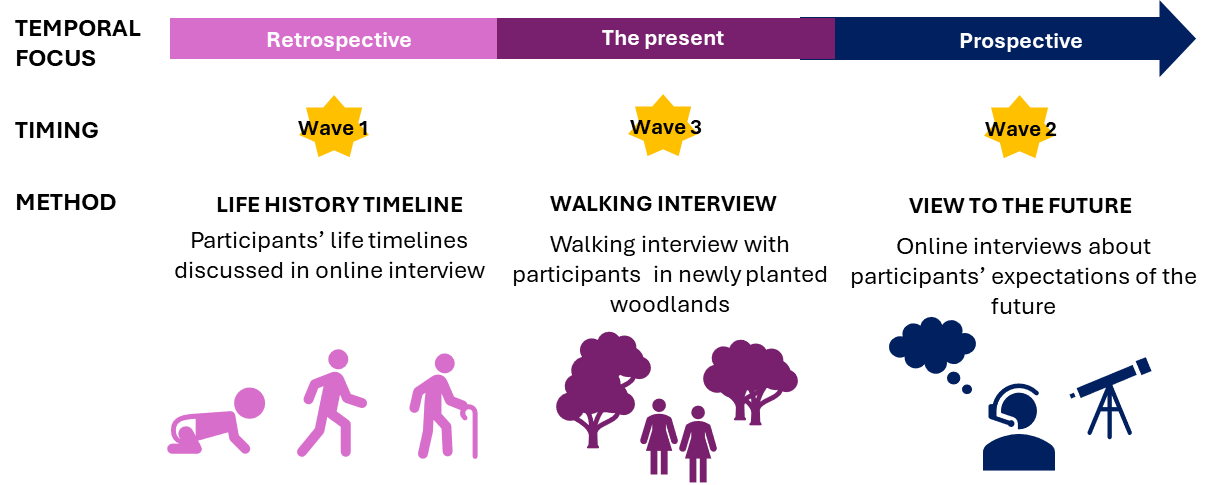 TEMPORAL
FOCUS
Retrospective
The present
Prospective
TIMING
Wave 1
Wave 3
Wave 2
METHOD
LIFE HISTORY TIMELINE
Participants’ life timelines
discussed in online interview
WALKING INTERVIEW
Walking interview with
participants in newly planted
woodlands
VIEW TO THE FUTURE
Online interviews about
participants’ expectations of the
future